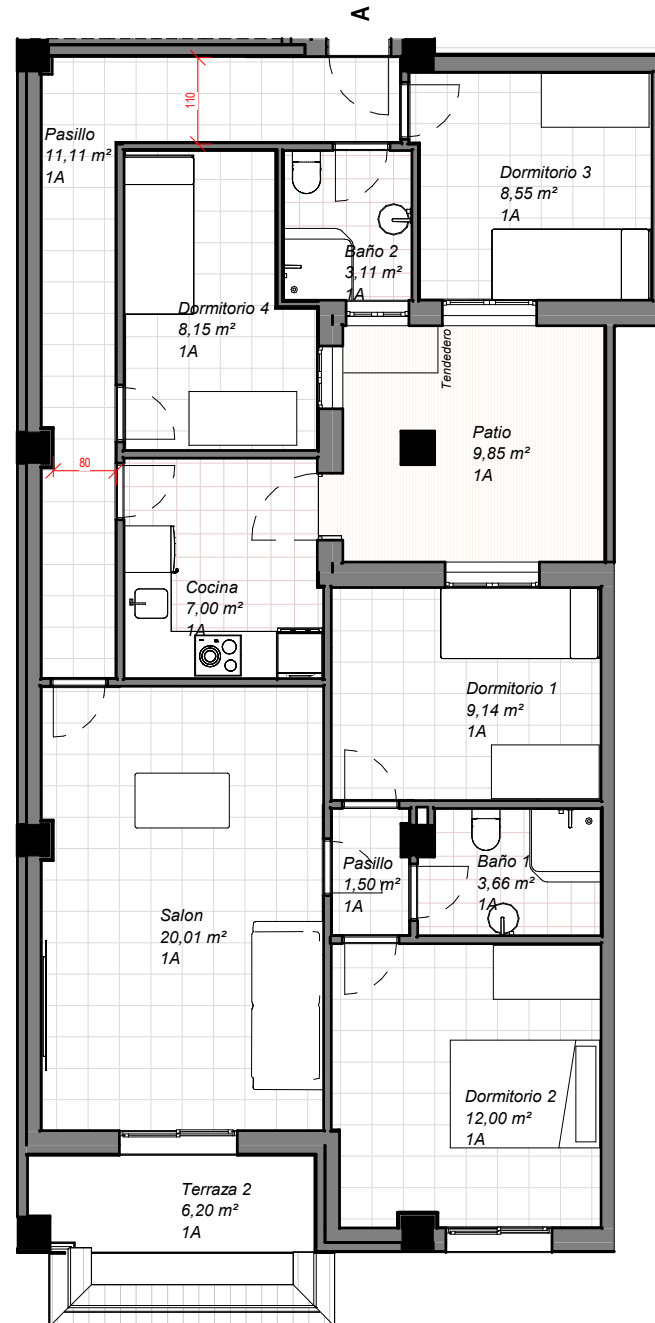 A
110
Pasillo
11,11 m²
1A
Dormitorio 3
8,55 m²
1A
Baño 2
3,11 m²
1A
Dormitorio 4
8,15 m²
1A
Tendedero
Patio
9,85 m²
1A
80
Cocina
7,00 m²
1A
Dormitorio 1
9,14 m²
1A
Pasillo
1,50 m²
1A
Baño 1
3,66 m²
1A
Salon
20,01 m²
1A
Dormitorio 2
12,00 m²
1A
Terraza 2
6,20 m²
1A